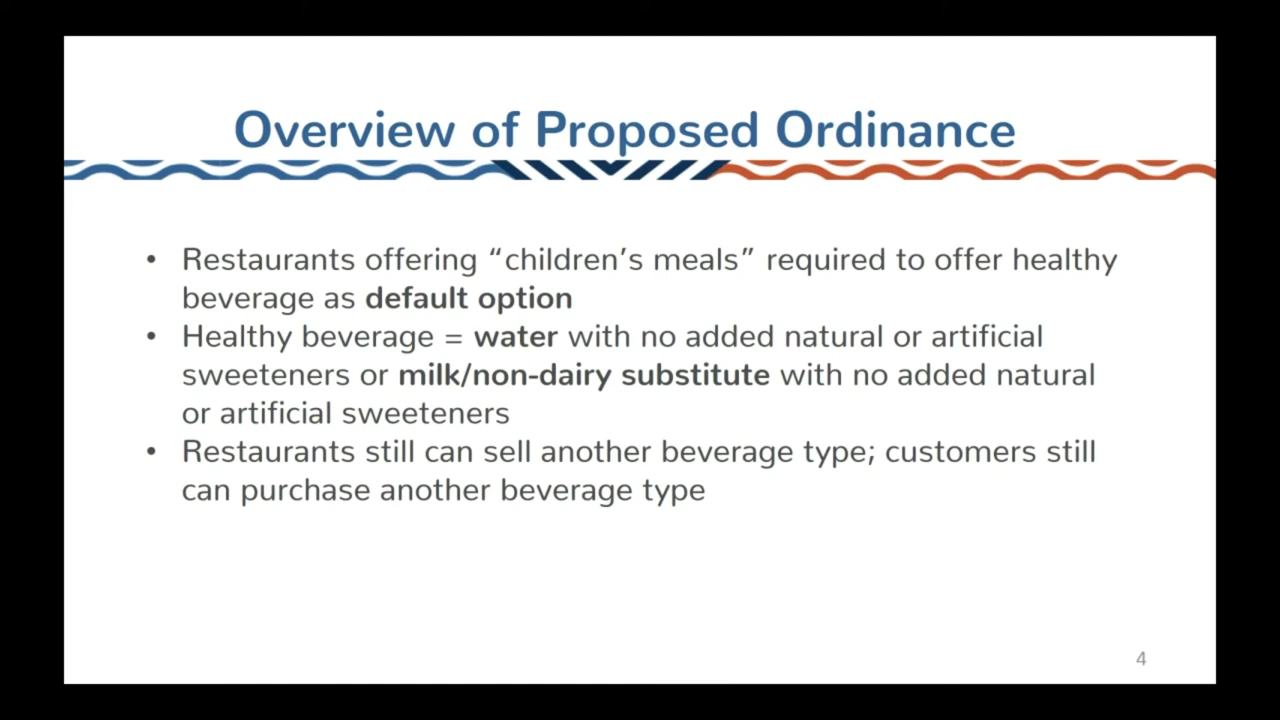 Overview of Proposed Ordinance
• Restaurants offering “children’s meals” required to offer healthy
beverage as default option
• Healthy beverage = water with no added natural or artificial
sweeteners or milk/non-dairy substitute with no added natural
or artificial sweeteners
• Restaurants still can sell another beverage type; customers still
can purchase another beverage type
4